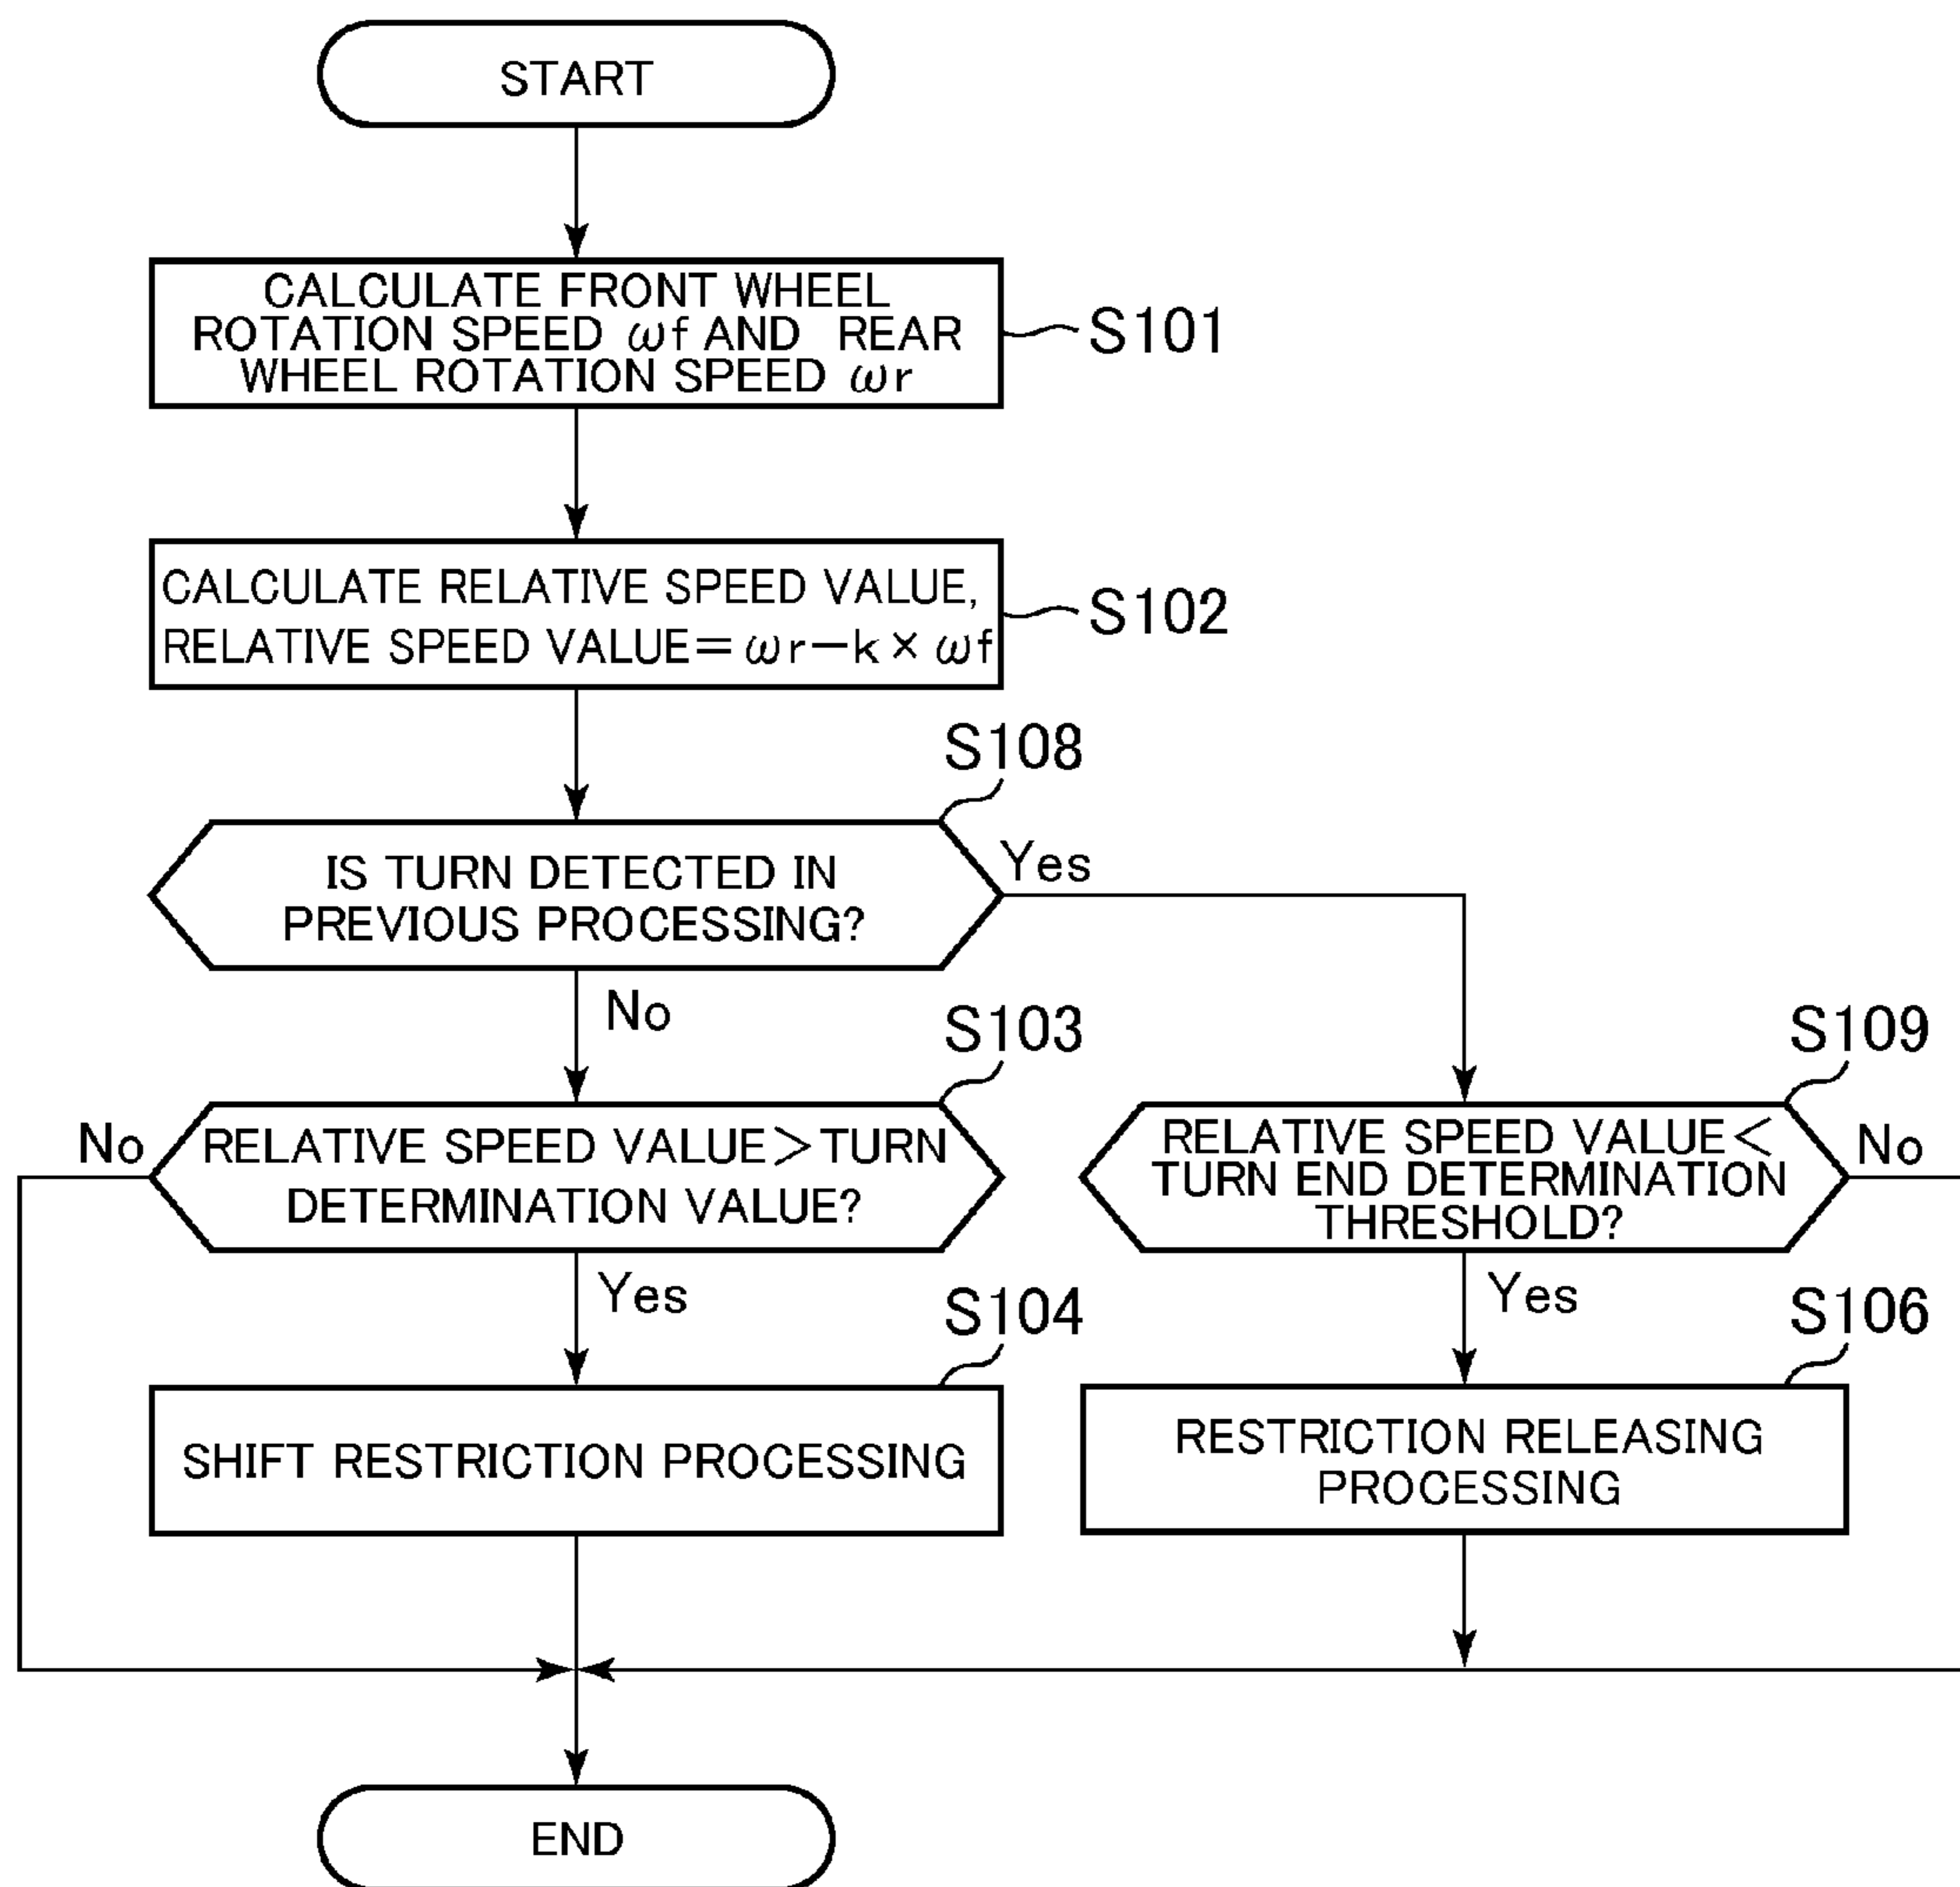 START
CALCULATE FRONT WHEEL
ROTATION SPEED ωf AND REAR
WHEEL ROTATION SPEED ωr
S101
CALCULATE RELATIVE SPEED VALUE,
RELATIVE SPEED VALUE=ωr−k×ωf
S102
S108
IS TURN DETECTED IN
PREVIOUS PROCESSING?
Yes
No
S103
No
RELATIVE SPEED VALUE>TURN
DETERMINATION VALUE?
Yes
S109
RELATIVE SPEED VALUE<
TURN END DETERMINATION
THRESHOLD?
No
Yes
S104
SHIFT RESTRICTION PROCESSING
S106
RESTRICTION RELEASING
PROCESSING
END